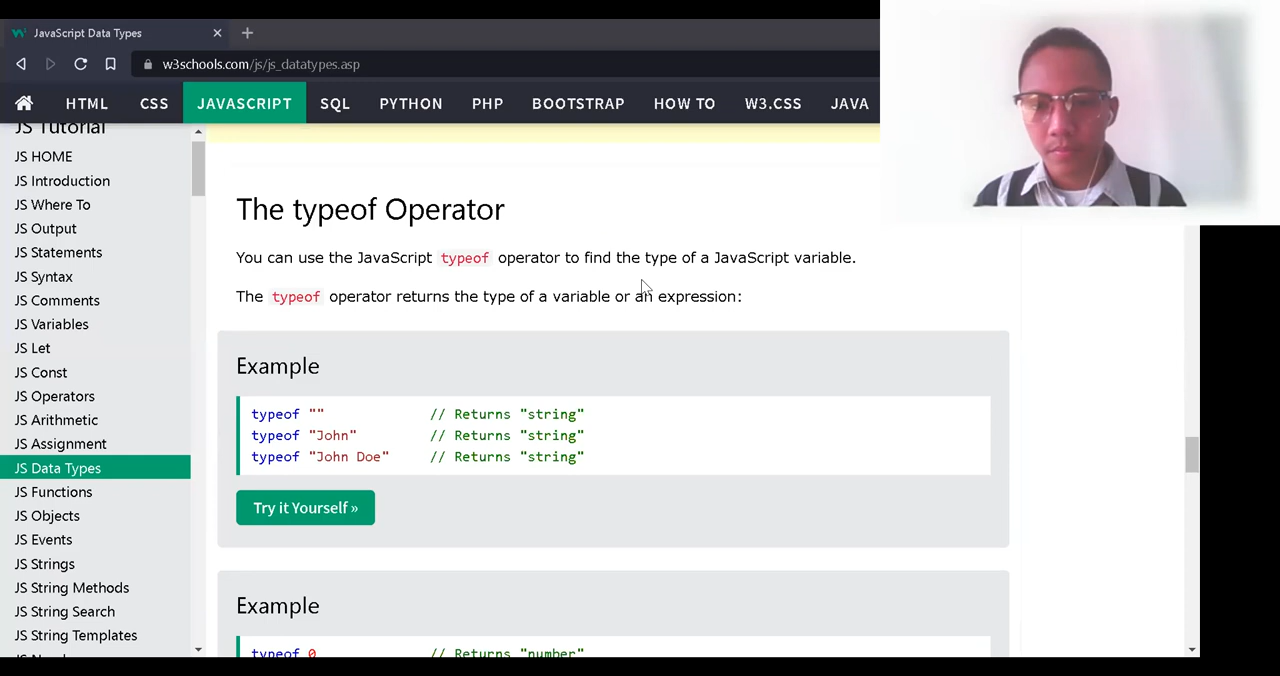 JavaScript Data Types
w3schools.com/js/js_datatypes.asp
HTML CSS JAVASCRIPT SQL PYTHON PHP BOOTSTRAP HOW TO W3.CSS JAVA
JS Tutorial
JS HOME
JS Introduction
JS Where To
JS Output
JS Statements
JS Syntax
JS Comments
JS Variables
JS Let
JS Const
JS Operators
JS Arithmetic
JS Assignment
JS Data Types
JS Functions
JS Objects
JS Events
JS Strings
JS String Methods
JS String Search
JS String Templates
The typeof Operator
You can use the JavaScript typeof operator to find the type of a JavaScript variable.
The typeof operator returns the type of a variable or an expression:
Example
typeof "" // Returns "string"
typeof "John" // Returns "string"
typeof "John Doe" // Returns "string"
Try it Yourself »
Example
typeof 0 // Returns "number"